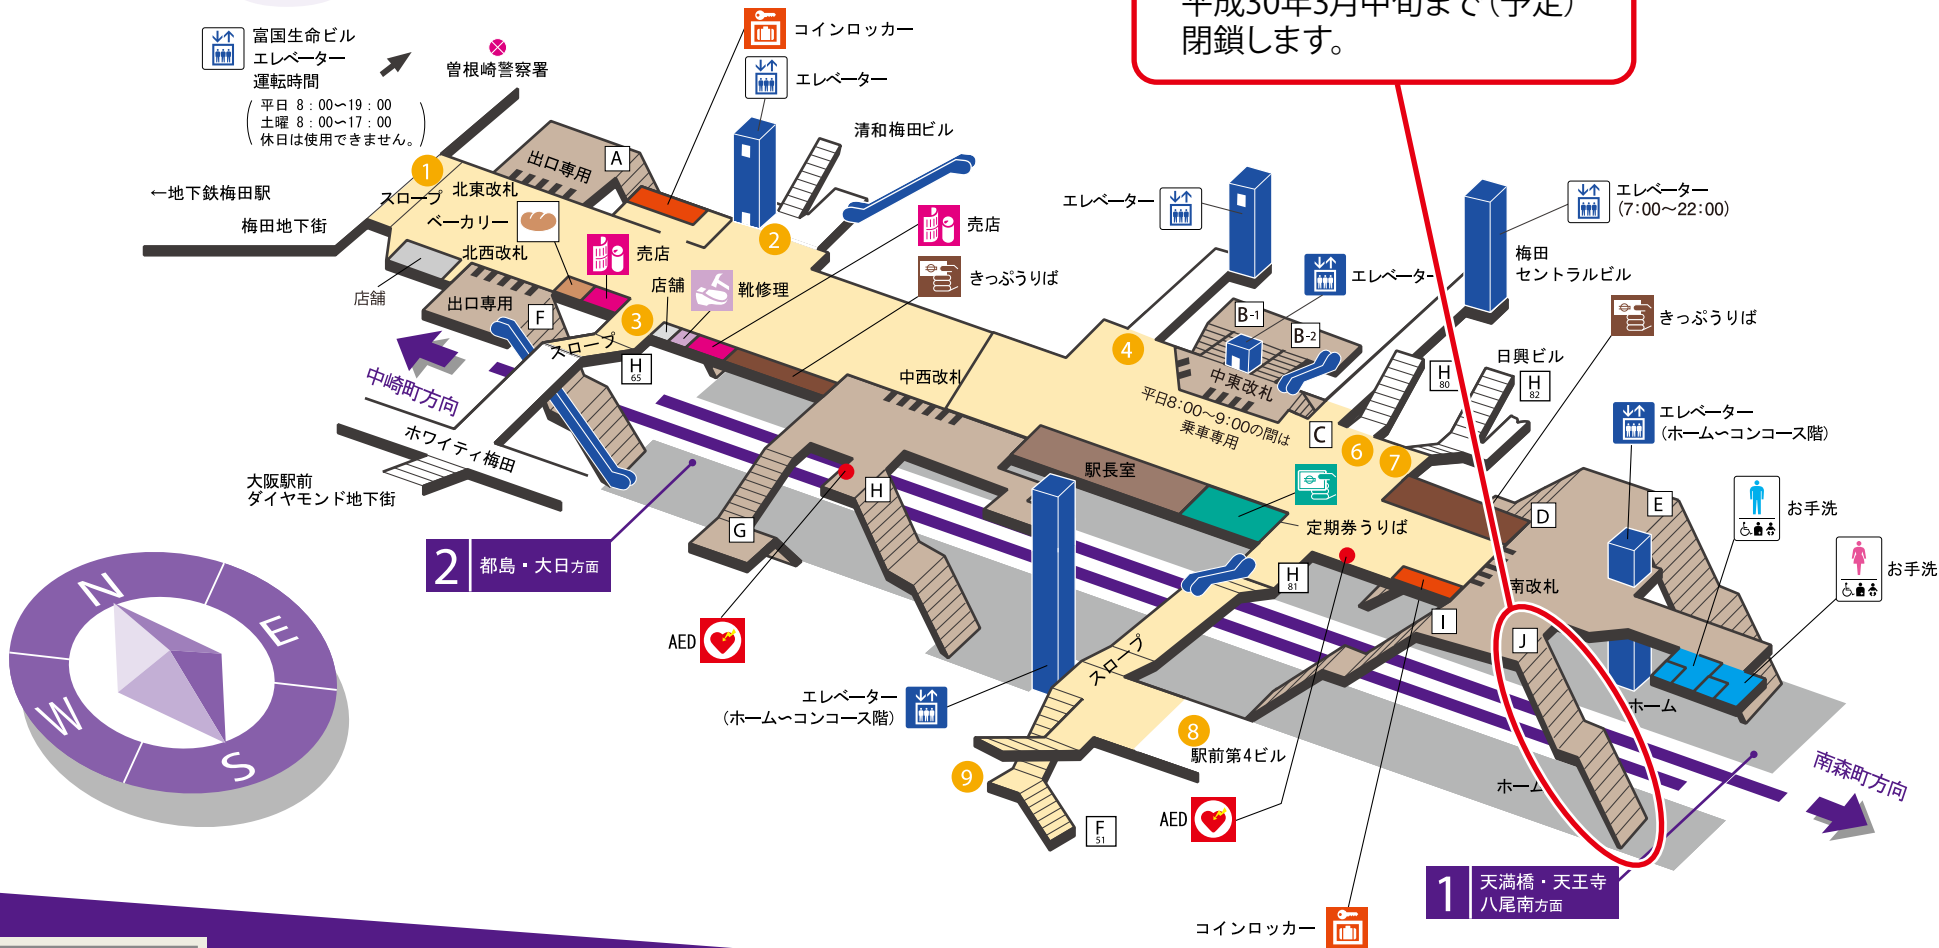 平成30年3月中旬まで（予定）
閉鎖します。
富国生命ビル
エレベーター
運転時間
平日 8：00〜19：00
土曜 8：00〜17：00
休日は使用できません。
曽根崎警察署
コインロッカー
エレベーター
清和梅田ビル
←地下鉄梅田駅
梅田地下街
1
スロープ
北東改札
出口専用
A
ベーカリー
北西改札
店舗
出口専用
F
売店
2
売店
きっぷうりば
店舗
靴修理
3
スロープ
H
65
中崎町方向
ホワイティ梅田
大阪駅前
ダイヤモンド地下街
中西改札
エレベーター
4
B-1
B-2
エレベーター
中東改札
平日8:00〜9:00の間は
乗車専用
C
エレベーター
(7:00〜22:00)
梅田
セントラルビル
きっぷうりば
日興ビル
H
80
H
82
6
7
エレベーター
(ホーム〜コンコース階)
お手洗
お手洗
駅長室
定期券うりば
D
E
G
H
2
都島・大日方面
AED
H
81
南改札
I
J
スロープ
エレベーター
(ホーム〜コンコース階)
8
駅前第4ビル
9
F
51
AED
ホーム
ホーム
南森町方向
1
天満橋・天王寺
八尾南方面
コインロッカー
N
E
S
W